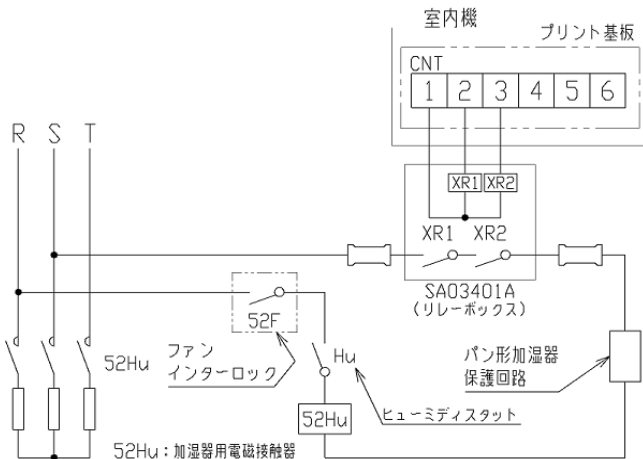 室内機
プリント基板
CNT
1 2 3 4 5 6
R S T
XR1 XR2
XR1 XR2
SA03401A
(リレーボックス)
52F
ファン
インターロック
52Hu
Hu
パン形加湿器
保護回路
52Hu
ヒューミディスタット
52Hu:加湿器用電磁接触器